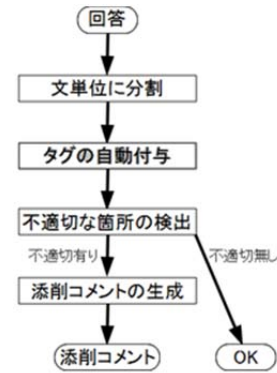 回答
文単位に分割
タグの自動付与
不適切な箇所の検出
不適切有り
不適切無し
添削コメントの生成
添削コメント
OK